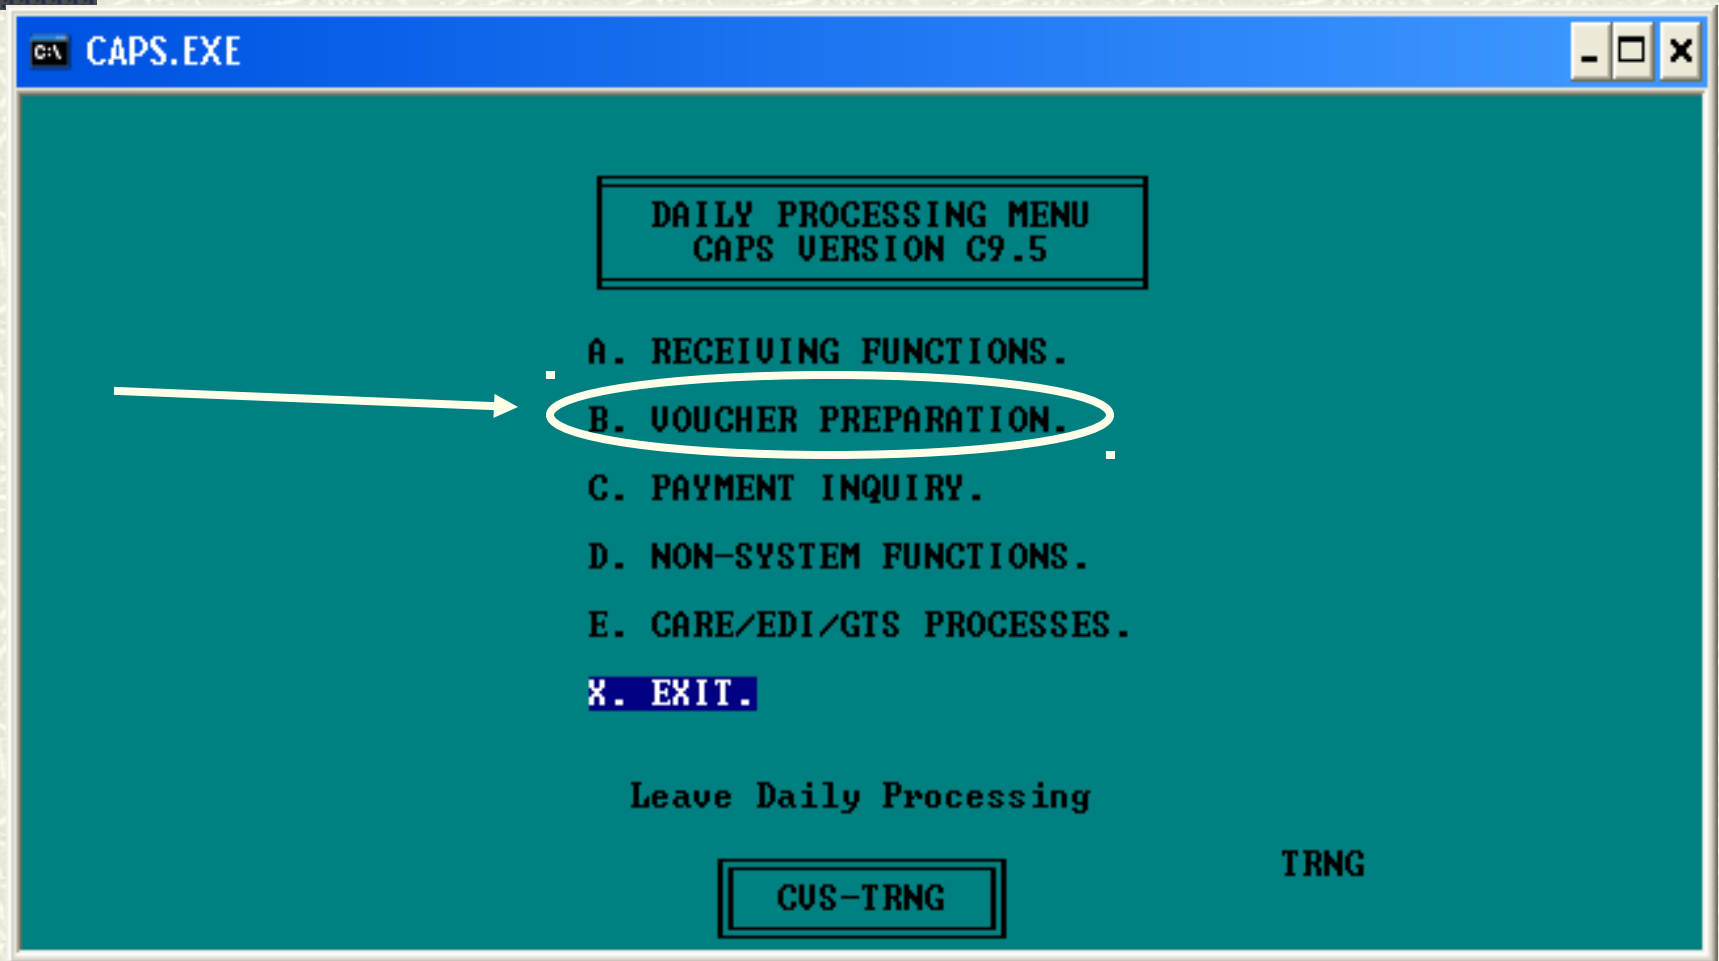 C:\ CAPS.EXE
DAILY PROCESSING MENU
CAPS VERSION C9.5
A. RECEIVING FUNCTIONS.
B. VOUCHER PREPARATION.
C. PAYMENT INQUIRY.
D. NON-SYSTEM FUNCTIONS.
E. CARE/EDI/GTS PROCESSES.
X. EXIT.
Leave Daily Processing
TRNG
CVS-TRNG